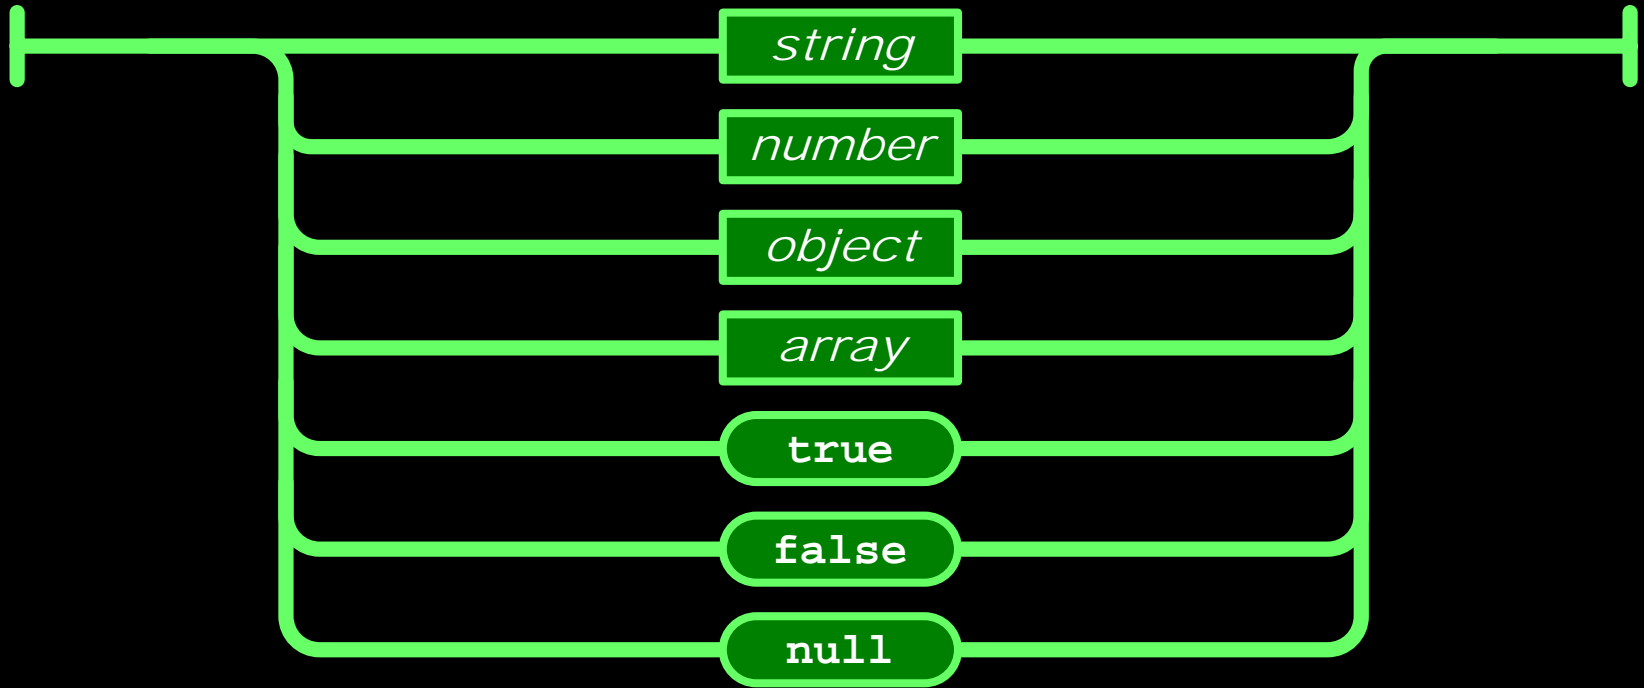 string
number
object
array
true
false
null